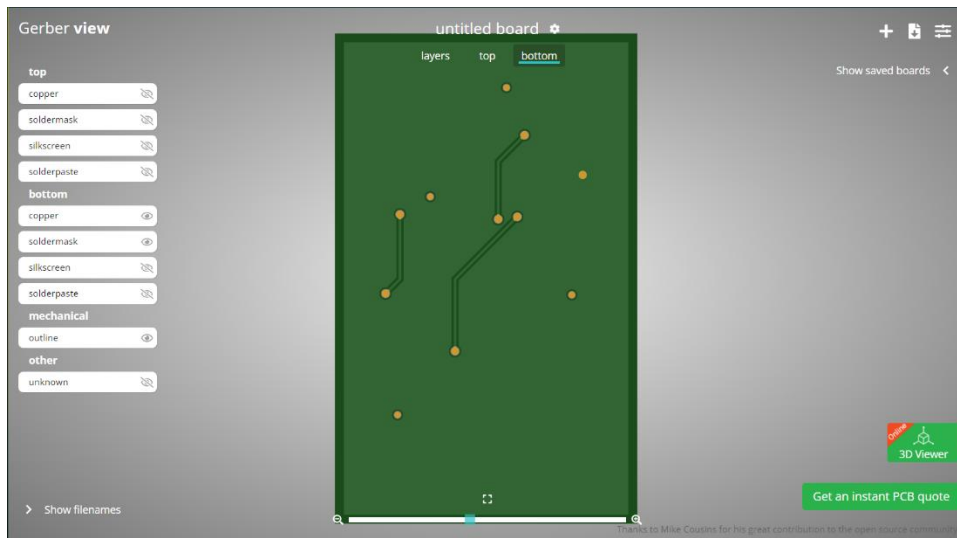 Gerber view
untitled board
layers top bottom
Show saved boards
top
copper
soldermask
silkscreen
solderpaste
bottom
copper
soldermask
silkscreen
solderpaste
mechanical
outline
other
unknown
Online
3D Viewer
Get an instant PCB quote
Show filenames
Thanks to Mike Cousins for his great contribution to the open source community